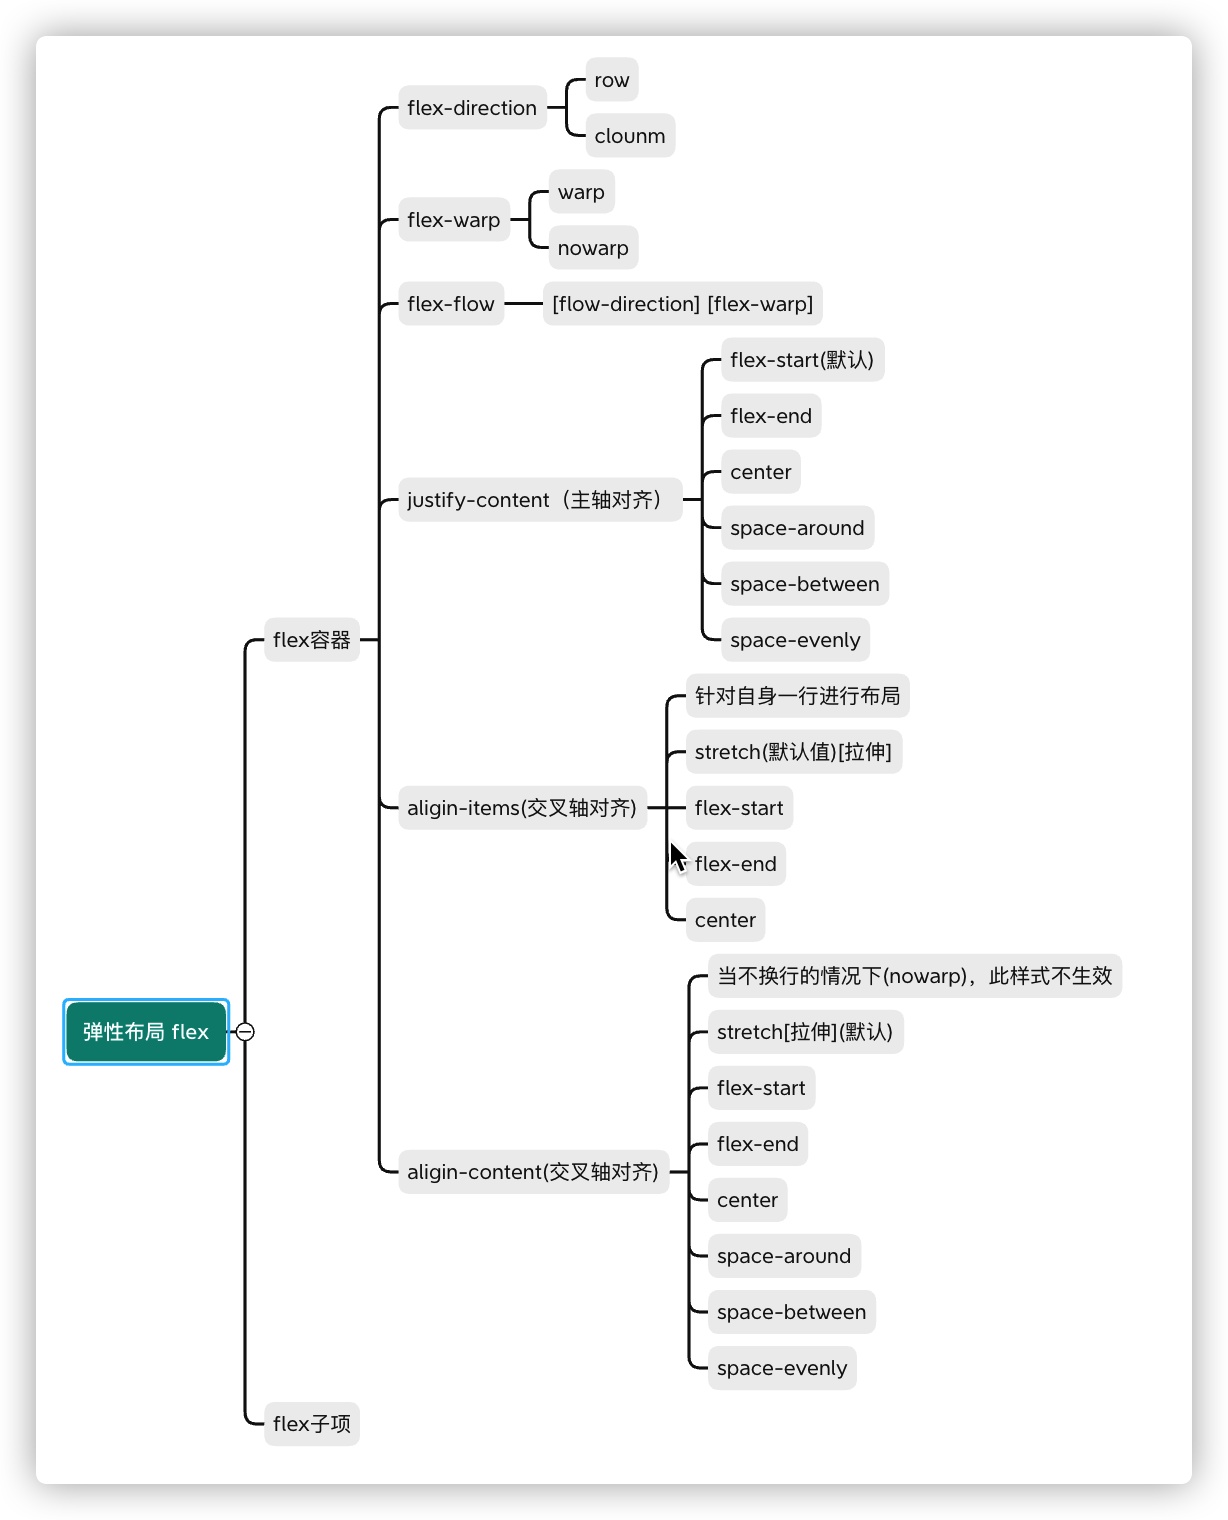 弹性布局 flex
flex容器
flex-direction
row
clounm
flex-warp
warp
nowarp
flex-flow
[flow-direction] [flex-warp]
justify-content（主轴对齐）
flex-start(默认)
flex-end
center
space-around
space-between
space-evenly
aligin-items(交叉轴对齐)
针对自身一行进行布局
stretch(默认值)[拉伸]
flex-start
flex-end
center
aligin-content(交叉轴对齐)
当不换行的情况下(nowarp)，此样式不生效
stretch[拉伸](默认)
flex-start
flex-end
center
space-around
space-between
space-evenly
flex子项